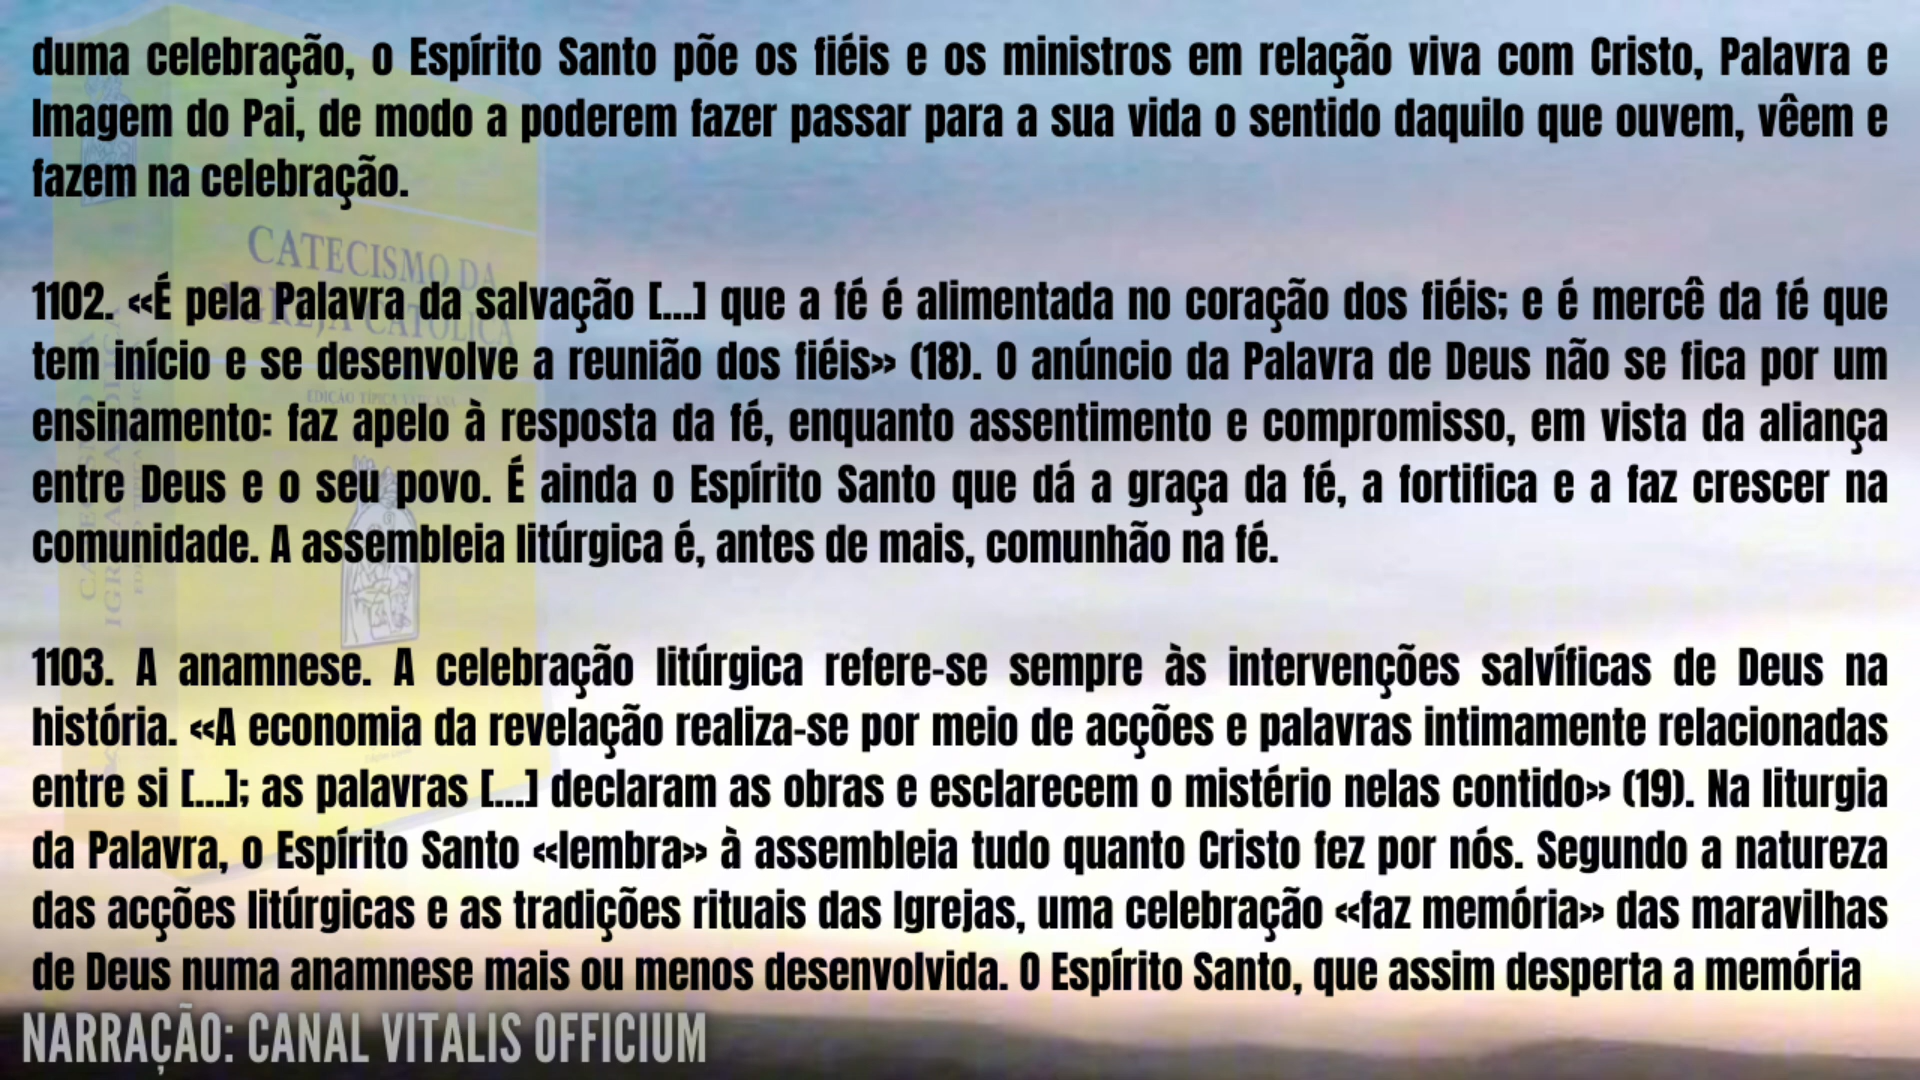 duma celebração, o Espírito Santo põe os fiéis e os ministros em relação viva com Cristo, Palavra e
Imagem do Pai, de modo a poderem fazer passar para a sua vida o sentido daquilo que ouvem, vêem e
fazem na celebração.
1102. «É pela Palavra da salvação [...] que a fé é alimentada no coração dos fiéis; e é mercê da fé que
tem início e se desenvolve a reunião dos fiéis» (18). O anúncio da Palavra de Deus não se fica por um
ensinamento: faz apelo à resposta da fé, enquanto assentimento e compromisso, em vista da aliança
entre Deus e o seu povo. É ainda o Espírito Santo que dá a graça da fé, a fortifica e a faz crescer na
comunidade. A assembleia litúrgica é, antes de mais, comunhão na fé.
1103. A anamnese. A celebração litúrgica refere-se sempre às intervenções salvíficas de Deus na
história. «A economia da revelação realiza-se por meio de acções e palavras intimamente relacionadas
entre si [...]; as palavras [...] declaram as obras e esclarecem o mistério nelas contido» (19). Na liturgia
da Palavra, o Espírito Santo «lembra» à assembleia tudo quanto Cristo fez por nós. Segundo a natureza
das acções litúrgicas e as tradições rituais das Igrejas, uma celebração «faz memória» das maravilhas
de Deus numa anamnese mais ou menos desenvolvida. O Espírito Santo, que assim desperta a memória
NARRAÇÃO: CANAL VITALIS OFFICIUM
CATECISMO DA
IGREJA CATÓLICA
EDIÇÃO TÍPICA VATICANA